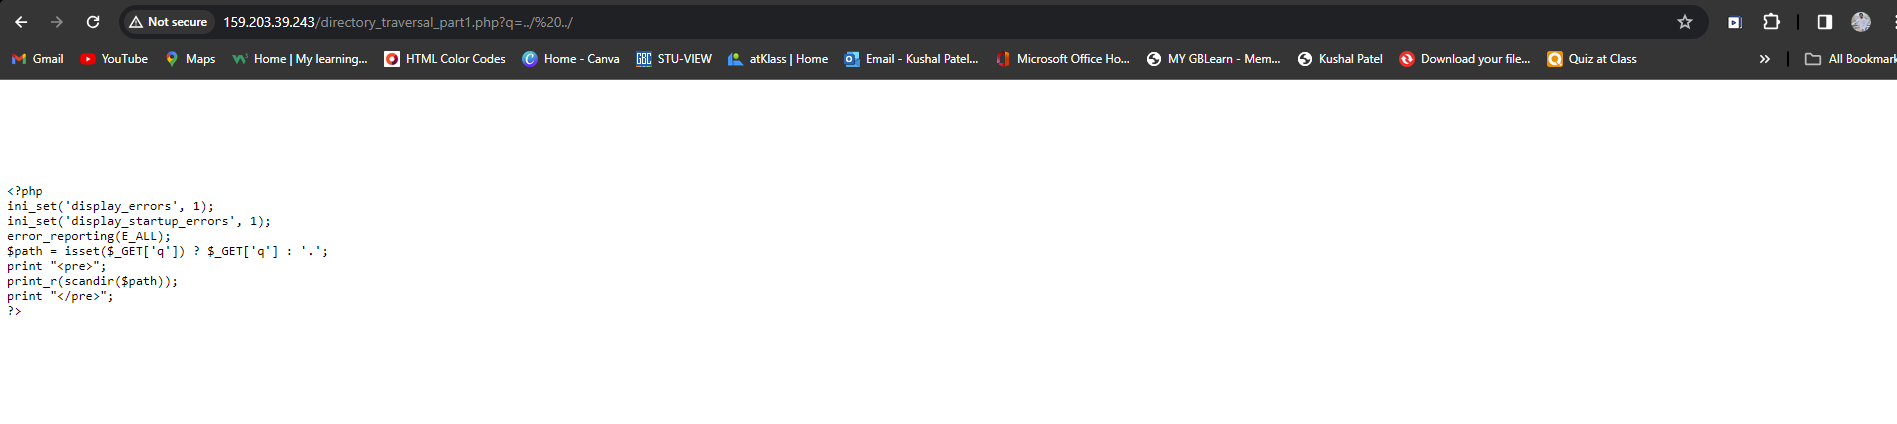 Not secure 159.203.39.243/directory_traversal_part1.php?q=../%20../
Gmail YouTube Maps Home | My learning... HTML Color Codes Home - Canva GBC STU-VIEW atKlass | Home Email - Kushal Patel... Microsoft Office Ho... MY GBLearn - Mem... Kushal Patel Download your file... Quiz at Class » All Bookmark
<?php
ini_set('display_errors', 1);
ini_set('display_startup_errors', 1);
error_reporting(E_ALL);
$path = isset($_GET['q']) ? $_GET['q'] : '.';
print "<pre>";
print_r(scandir($path));
print "</pre>";
?>